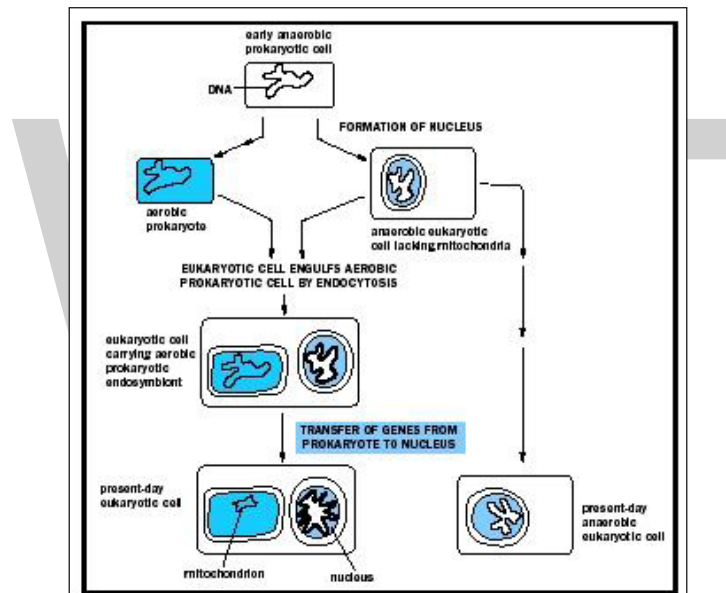 early anaerobic
prokaryotic cell
DNA
FORMATION OF NUCLEUS
aerobic
prokaryote
anaerobic eukaryotic
cell lacking mitochondria
EUKARYOTIC CELL ENGULFS AEROBIC
PROKARYOTIC CELL BY ENDOCYTOSIS
eukaryotic cell
carrying aerobic
prokaryotic
endosymbiont
TRANSFER OF GENES FROM
PROKARYOTE TO NUCLEUS
present-day
eukaryotic cell
present-day
anaerobic
eukaryotic cell
mitochondrion
nucleus